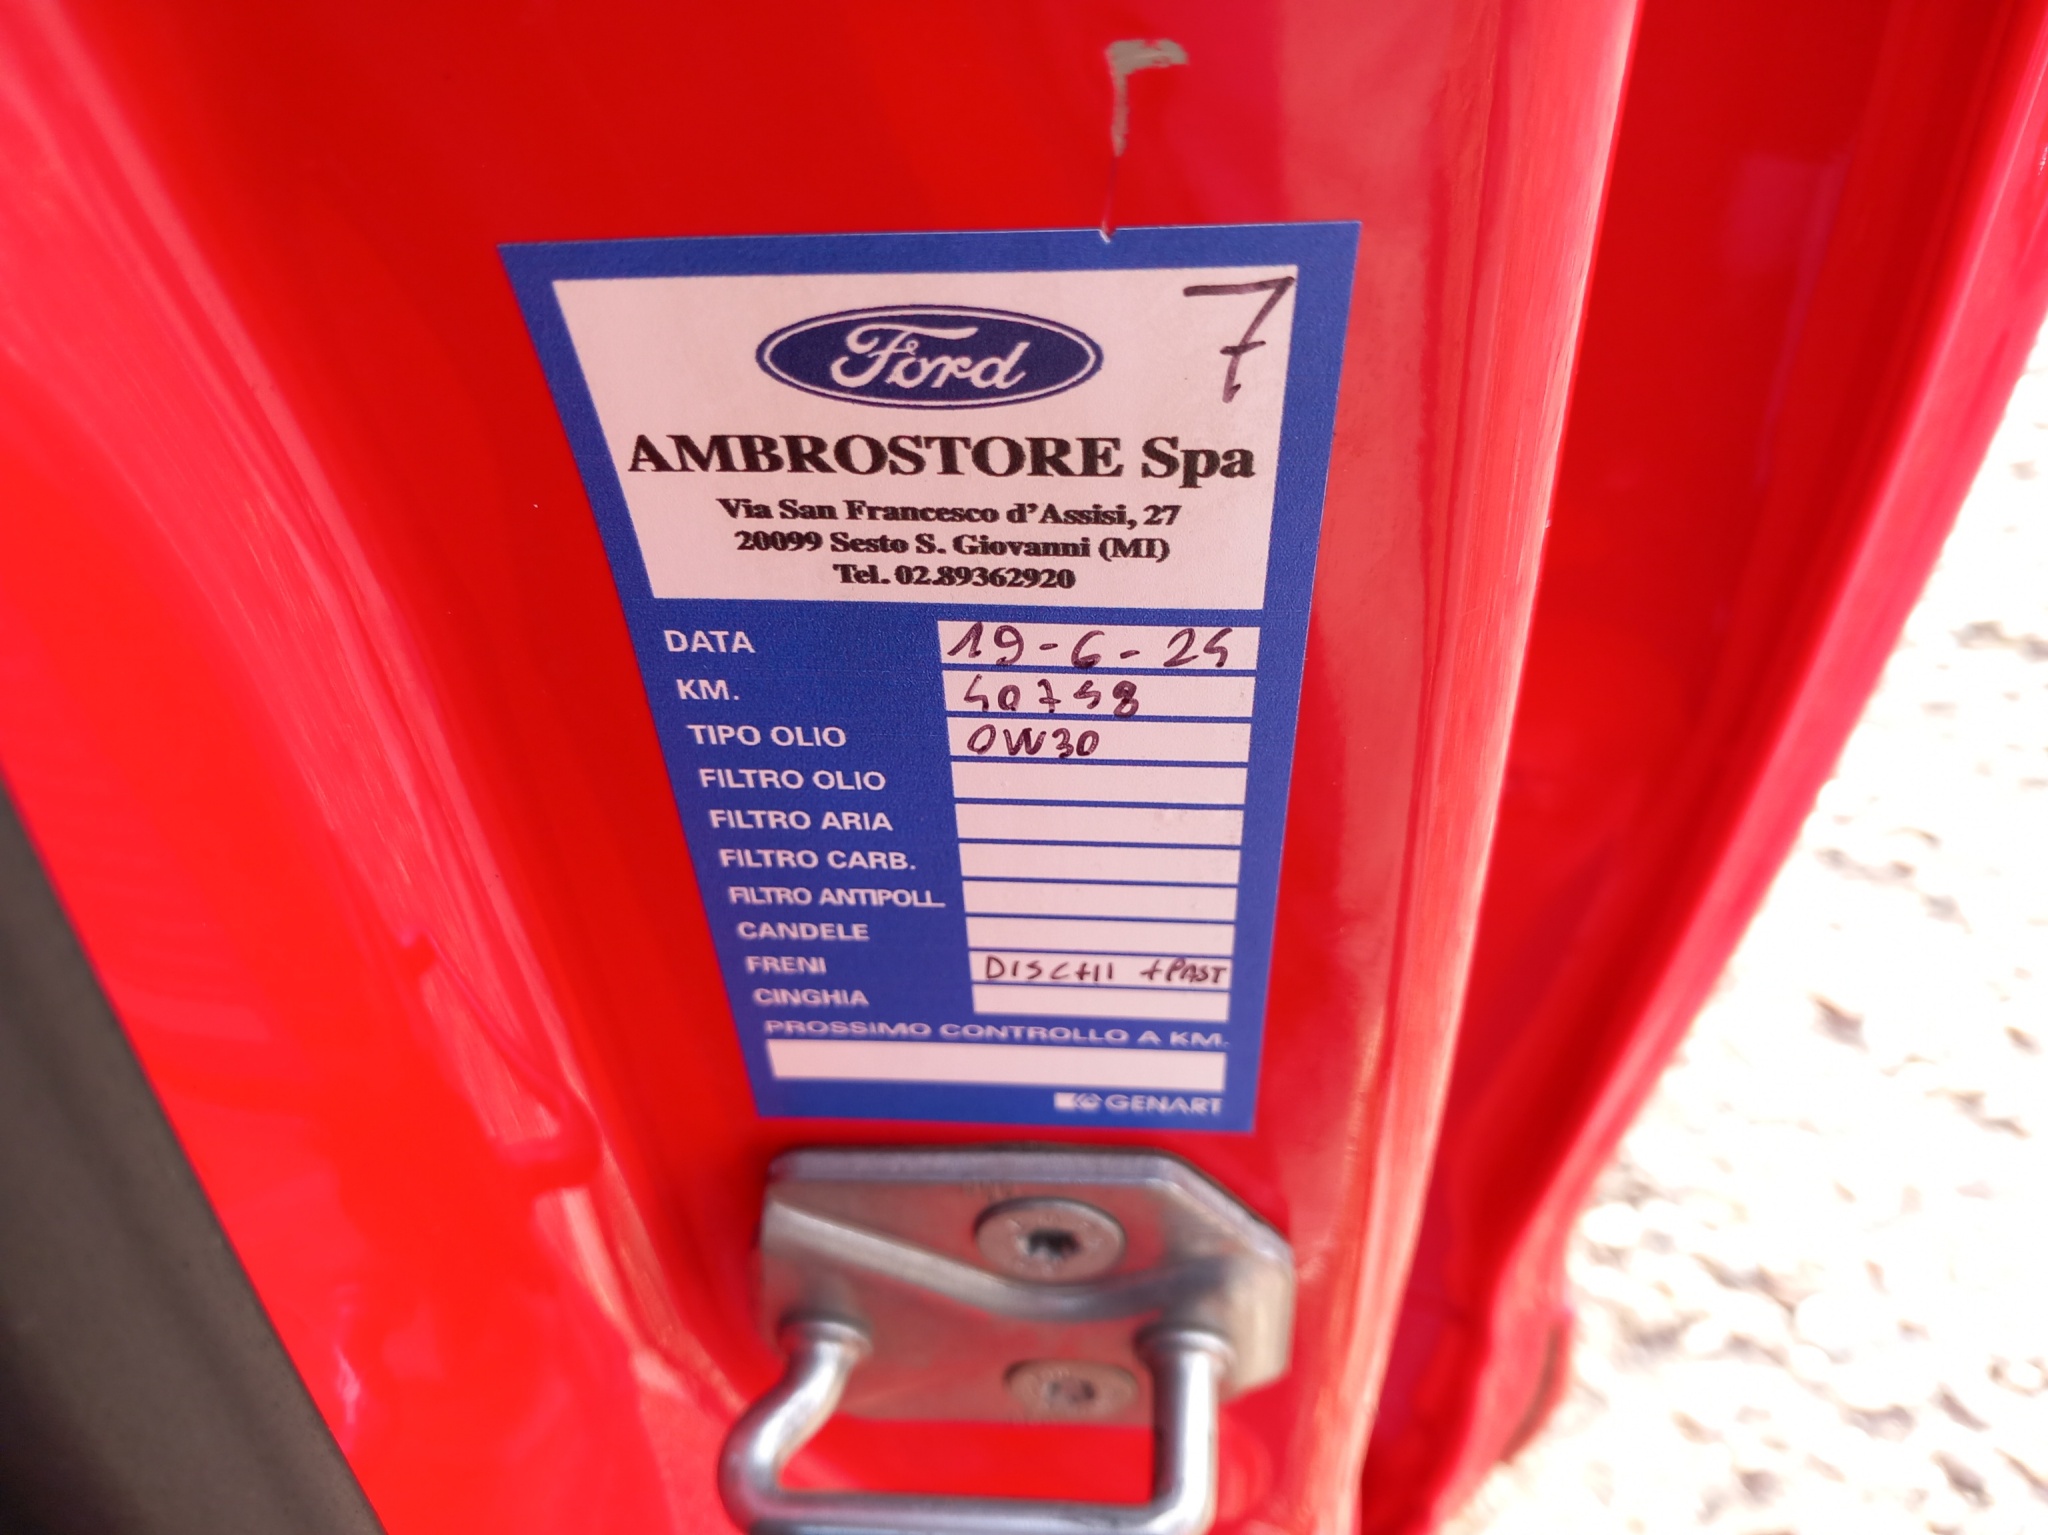 7
Ford
AMBROSTORE Spa
Via San Francesco d'Assisi, 27
20099 Sesto S. Giovanni (MI)
Tel. 02.89362920
DATA 19-6-24
KM. 40748
TIPO OLIO 0W30
FILTRO OLIO
FILTRO ARIA
FILTRO CARB.
FILTRO ANTIPOLL.
CANDELE
FRENI DISCHI + PAST
CINGHIA
PROSSIMO CONTROLLO A KM.
GENART